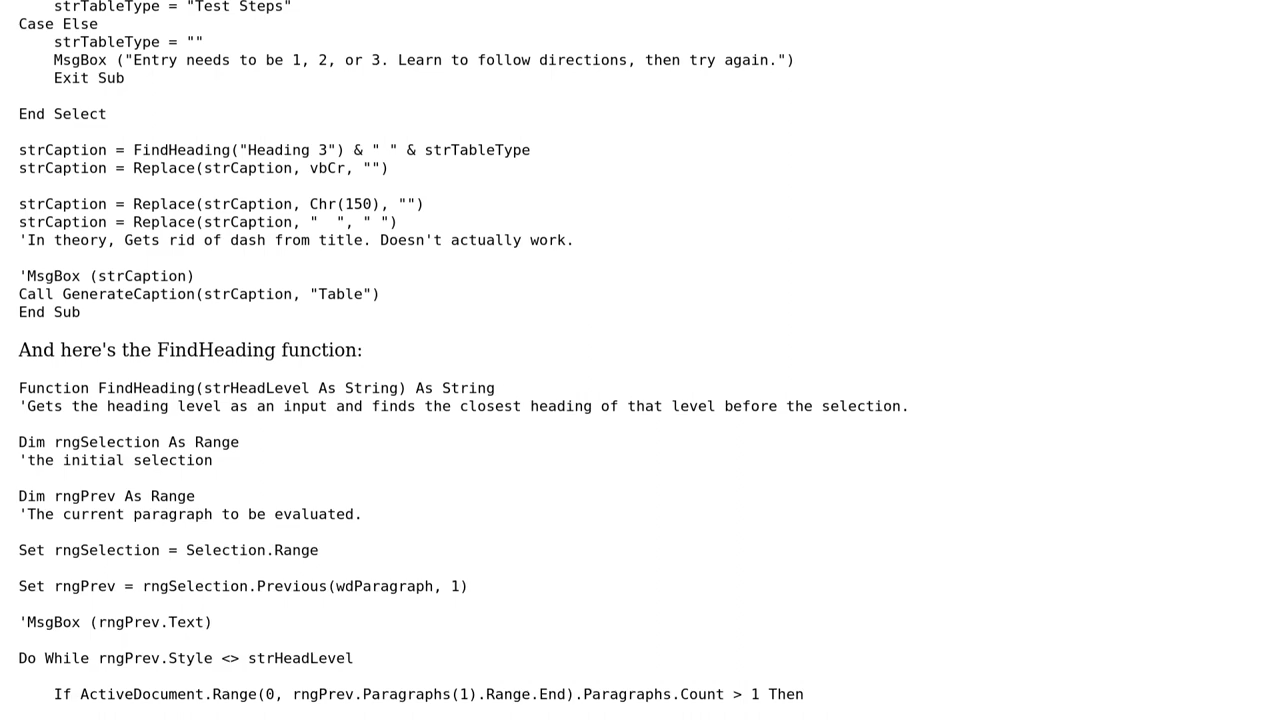 strTableType = "Test Steps"
Case Else
    strTableType = ""
    MsgBox ("Entry needs to be 1, 2, or 3. Learn to follow directions, then try again.")
    Exit Sub

End Select

strCaption = FindHeading("Heading 3") & " " & strTableType
strCaption = Replace(strCaption, vbCr, "")

strCaption = Replace(strCaption, Chr(150), "")
strCaption = Replace(strCaption, "  ", " ")
'In theory, Gets rid of dash from title. Doesn't actually work.

'MsgBox (strCaption)
Call GenerateCaption(strCaption, "Table")
End Sub

And here's the FindHeading function:

Function FindHeading(strHeadLevel As String) As String
'Gets the heading level as an input and finds the closest heading of that level before the selection.

Dim rngSelection As Range
'the initial selection

Dim rngPrev As Range
'The current paragraph to be evaluated.

Set rngSelection = Selection.Range

Set rngPrev = rngSelection.Previous(wdParagraph, 1)

'MsgBox (rngPrev.Text)

Do While rngPrev.Style <> strHeadLevel

    If ActiveDocument.Range(0, rngPrev.Paragraphs(1).Range.End).Paragraphs.Count > 1 Then